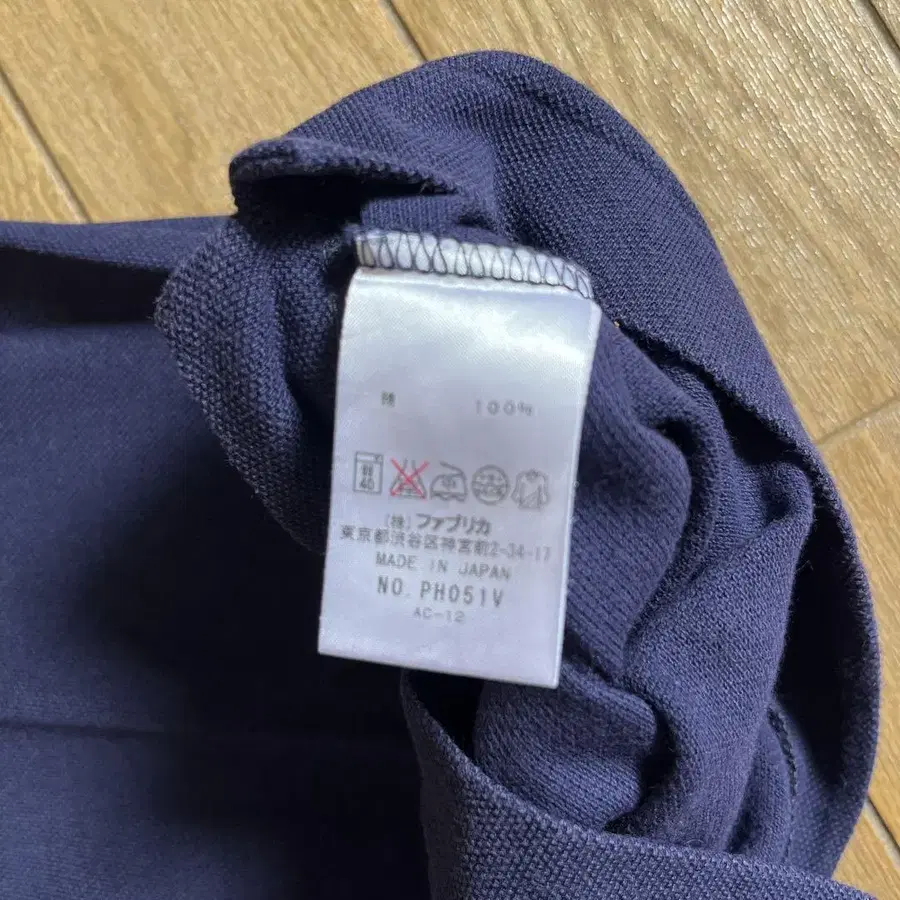 綿 100%
40
(株)ファブリカ
東京都渋谷区神宮前2-34-17
MADE IN JAPAN
NO. PH051V
AC-12